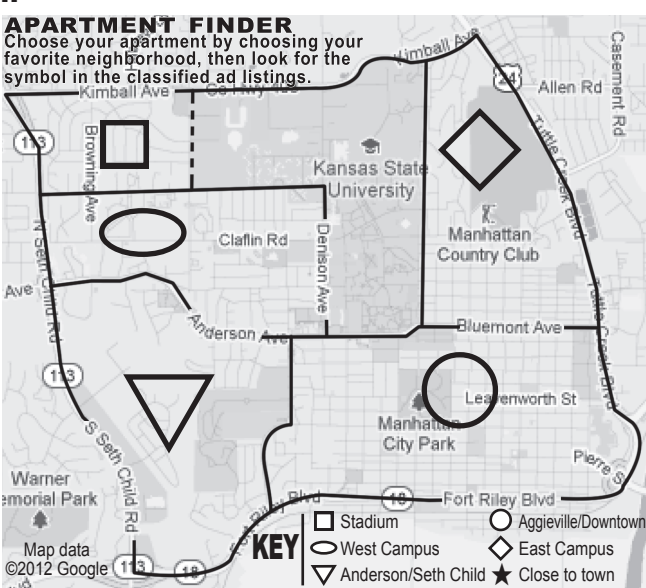 APARTMENT FINDER
Choose your apartment by choosing your
favorite neighborhood, then look for the
symbol in the classified ad listings.
Kimball Ave
Kimball Ave
24
Allen Rd
Casement Rd
113
Browning Ave
Kansas State
University
Tuttle Creek Blvd
N Seth Child Rd
Claflin Rd
Denison Ave
Manhattan
Country Club
Ave
Anderson Ave
Bluemont Ave
Tuttle Creek Blvd
113
Leavenworth St
Manhattan
City Park
S Seth Child Rd
Pierre S
Warner
emorial Park
Fort Riley Blvd
18
Fort Riley Blvd
Map data
©2012 Google
113
18
KEY
Stadium
Aggieville/Downtown
West Campus
East Campus
Anderson/Seth Child
Close to town